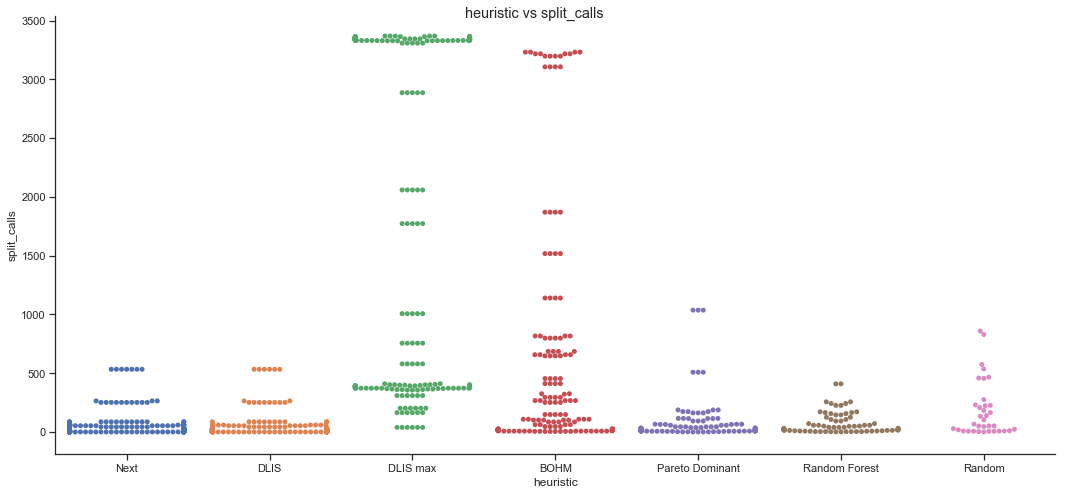 heuristic vs split_calls
3500
3000
2500
2000
1500
1000
500
0
split_calls
Next DLIS DLIS max BOHM Pareto Dominant Random Forest Random
heuristic